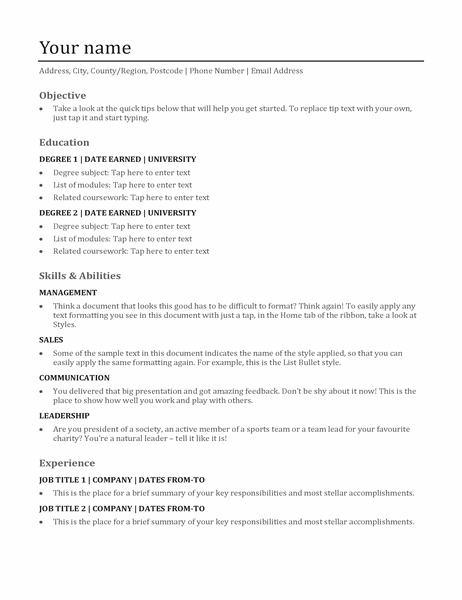 Your name
Address, City, County/Region, Postcode | Phone Number | Email Address
Objective
• Take a look at the quick tips below that will help you get started. To replace tip text with your own,
just tap it and start typing.
Education
DEGREE 1 | DATE EARNED | UNIVERSITY
• Degree subject: Tap here to enter text
• List of modules: Tap here to enter text
• Related coursework: Tap here to enter text
DEGREE 2 | DATE EARNED | UNIVERSITY
• Degree subject: Tap here to enter text
• List of modules: Tap here to enter text
• Related coursework: Tap here to enter text
Skills & Abilities
MANAGEMENT
• Think a document that looks this good has to be difficult to format? Think again! To easily apply any
text formatting you see in this document with just a tap, in the Home tab of the ribbon, take a look at
Styles.
SALES
• Some of the sample text in this document indicates the name of the style applied, so that you can
easily apply the same formatting again. For example, this is the List Bullet style.
COMMUNICATION
• You delivered that big presentation and got amazing feedback. Don't be shy about it now! This is the
place to show how well you work and play with others.
LEADERSHIP
• Are you president of a society, an active member of a sports team or a team lead for your favourite
charity? You're a natural leader – tell it like it is!
Experience
JOB TITLE 1 | COMPANY | DATES FROM-TO
• This is the place for a brief summary of your key responsibilities and most stellar accomplishments.
JOB TITLE 2 | COMPANY | DATES FROM-TO
• This is the place for a brief summary of your key responsibilities and most stellar accomplishments.